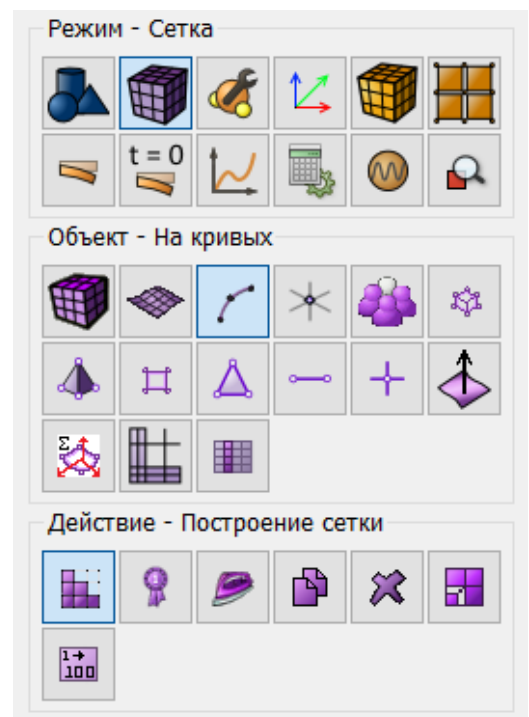 Режим - Сетка
t = 0
Объект - На кривых
Σ
Действие - Построение сетки
1→
100